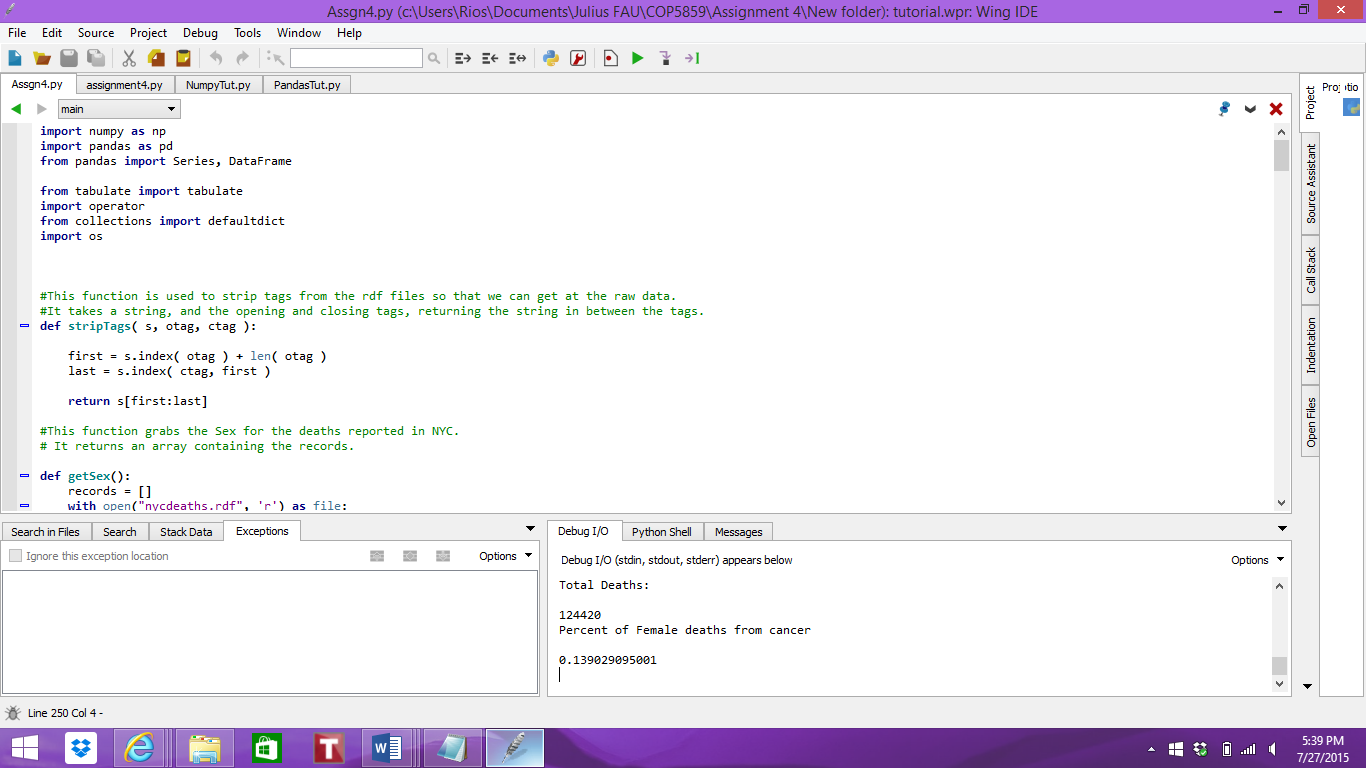 Assgn4.py (c:\Users\Rios\Documents\Julius FAU\COP5859\Assignment 4\New folder): tutorial.wpr: Wing IDE
File Edit Source Project Debug Tools Window Help
Assgn4.py assignment4.py NumpyTut.py PandasTut.py
main
import numpy as np
import pandas as pd
from pandas import Series, DataFrame
from tabulate import tabulate
import operator
from collections import defaultdict
import os
#This function is used to strip tags from the rdf files so that we can get at the raw data.
#It takes a string, and the opening and closing tags, returning the string in between the tags.
def stripTags( s, otag, ctag ):
first = s.index( otag ) + len( otag )
last = s.index( ctag, first )
return s[first:last]
#This function grabs the Sex for the deaths reported in NYC.
# It returns an array containing the records.
def getSex():
records = []
with open("nycdeaths.rdf", 'r') as file:
Project
Source Assistant
Call Stack
Indentation
Open Files
Search in Files Search Stack Data Exceptions
Ignore this exception location Options
Debug I/O Python Shell Messages
Debug I/O (stdin, stdout, stderr) appears below Options
Total Deaths:
124420
Percent of Female deaths from cancer
0.139029095001
Line 250 Col 4 -
5:39 PM
7/27/2015